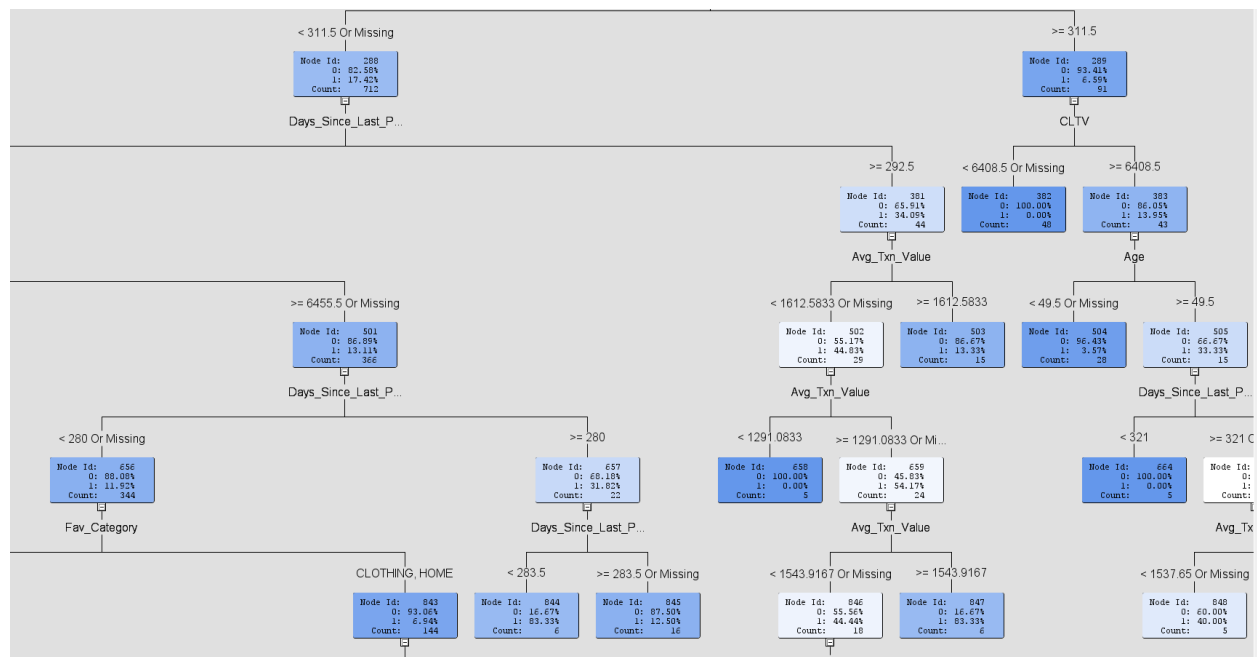 < 311.5 Or Missing
>= 311.5
Node Id: 288
0: 82.58%
1: 17.42%
Count: 712
Node Id: 289
0: 93.41%
1: 6.59%
Count: 91
Days_Since_Last_P...
CLTV
>= 292.5
< 6408.5 Or Missing
>= 6408.5
Node Id: 381
0: 65.91%
1: 34.09%
Count: 44
Node Id: 382
0: 100.00%
1: 0.00%
Count: 48
Node Id: 383
0: 86.05%
1: 13.95%
Count: 43
Avg_Txn_Value
Age
>= 6455.5 Or Missing
< 1612.5833 Or Missing
>= 1612.5833
< 49.5 Or Missing
>= 49.5
Node Id: 501
0: 86.89%
1: 13.11%
Count: 366
Node Id: 502
0: 55.17%
1: 44.83%
Count: 29
Node Id: 503
0: 86.67%
1: 13.33%
Count: 15
Node Id: 504
0: 96.43%
1: 3.57%
Count: 28
Node Id: 505
0: 66.67%
1: 33.33%
Count: 15
Days_Since_Last_P...
Avg_Txn_Value
Days_Since_Last_P...
< 280 Or Missing
>= 280
< 1291.0833
>= 1291.0833 Or Mi...
< 321
>= 321
Node Id: 656
0: 88.08%
1: 11.92%
Count: 344
Node Id: 657
0: 68.18%
1: 31.82%
Count: 22
Node Id: 658
0: 100.00%
1: 0.00%
Count: 5
Node Id: 659
0: 45.83%
1: 54.17%
Count: 24
Node Id: 664
0: 100.00%
1: 0.00%
Count: 5
Node Id:
0:
1:
Count:
Fav_Category
Days_Since_Last_P...
Avg_Txn_Value
Avg_Tx
CLOTHING, HOME
< 283.5
>= 283.5 Or Missing
< 1543.9167 Or Missing
>= 1543.9167
< 1537.65 Or Missing
Node Id: 843
0: 93.06%
1: 6.94%
Count: 144
Node Id: 844
0: 16.67%
1: 83.33%
Count: 6
Node Id: 845
0: 87.50%
1: 12.50%
Count: 16
Node Id: 846
0: 55.56%
1: 44.44%
Count: 18
Node Id: 847
0: 16.67%
1: 83.33%
Count: 6
Node Id: 848
0: 60.00%
1: 40.00%
Count: 5